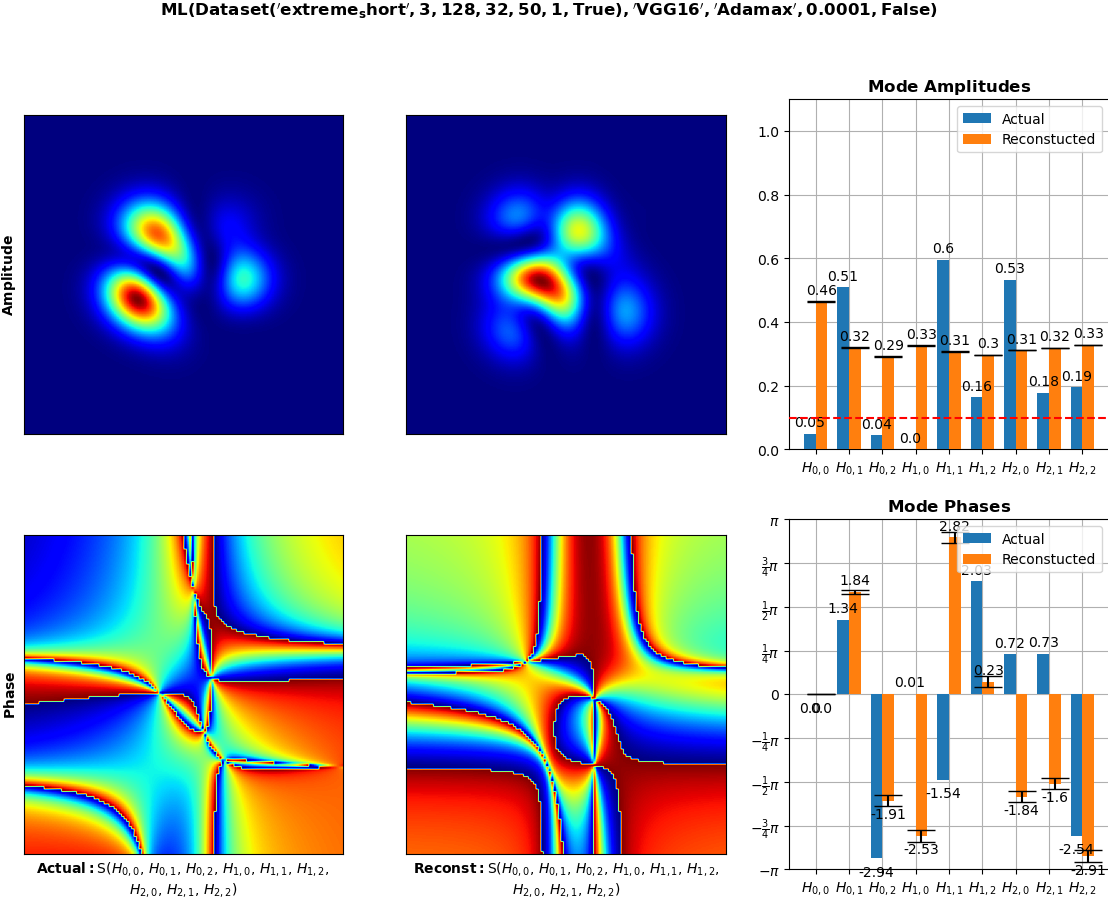 ML(Dataset(′extreme_short′, 3, 128, 32, 50, 1, True), ′VGG16′, ′Adamax′, 0.0001, False)
Amplitude
Mode Amplitudes
Actual
Reconstucted
1.0
0.8
0.6
0.4
0.2
0.0
0.05
0.46
0.51
0.32
0.04
0.29
0.0
0.33
0.6
0.31
0.16
0.3
0.53
0.31
0.18
0.32
0.19
0.33
H0,0 H0,1 H0,2 H1,0 H1,1 H1,2 H2,0 H2,1 H2,2
Phase
Actual: S(H0,0, H0,1, H0,2, H1,0, H1,1, H1,2,
H2,0, H2,1, H2,2)
Reconst: S(H0,0, H0,1, H0,2, H1,0, H1,1, H1,2,
H2,0, H2,1, H2,2)
Mode Phases
Actual
Reconstucted
π
3/4π
1/2π
1/4π
0
−1/4π
−1/2π
−3/4π
−π
0.0
0.0
1.34
1.84
-2.94
-1.91
0.01
-2.53
-1.54
2.82
2.03
0.23
0.72
-1.84
0.73
-1.6
-2.54
-2.91
H0,0 H0,1 H0,2 H1,0 H1,1 H1,2 H2,0 H2,1 H2,2